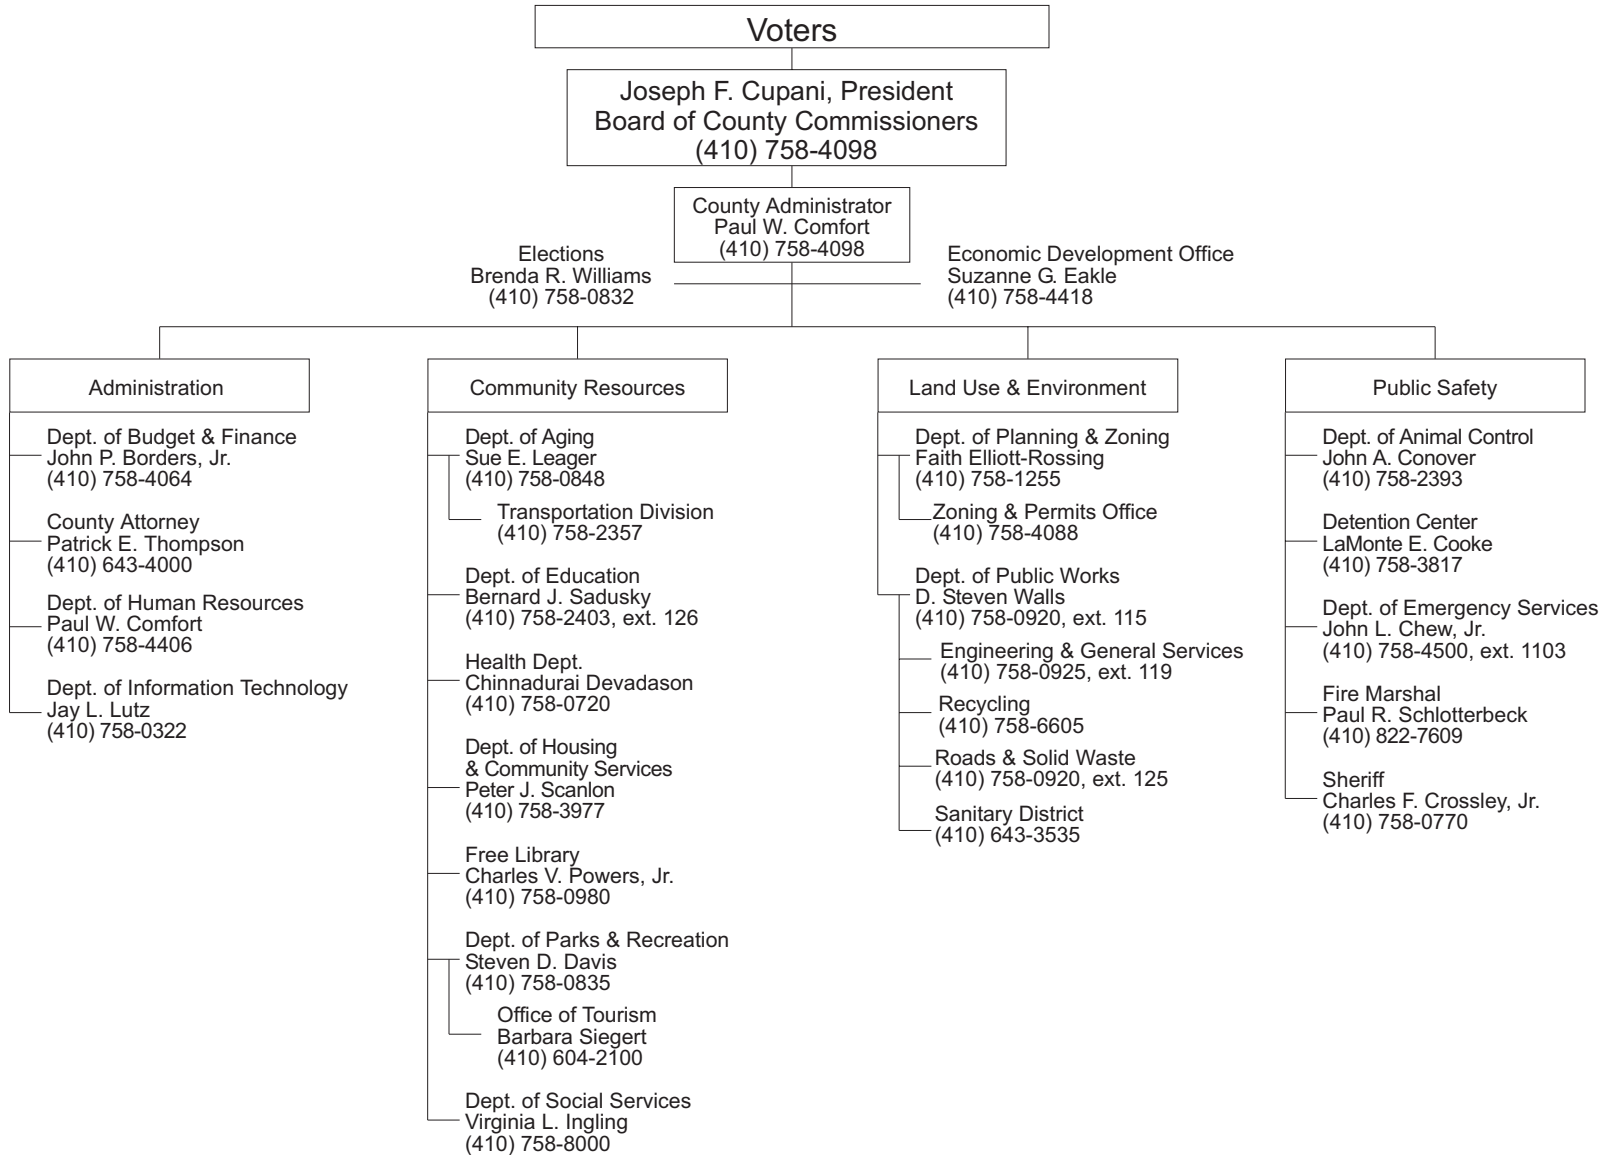 Voters
Joseph F. Cupani, President
Board of County Commissioners
(410) 758-4098
County Administrator
Paul W. Comfort
(410) 758-4098
Elections
Brenda R. Williams
(410) 758-0832
Economic Development Office
Suzanne G. Eakle
(410) 758-4418
Administration
Dept. of Budget & Finance
John P. Borders, Jr.
(410) 758-4064
County Attorney
Patrick E. Thompson
(410) 643-4000
Dept. of Human Resources
Paul W. Comfort
(410) 758-4406
Dept. of Information Technology
Jay L. Lutz
(410) 758-0322
Community Resources
Dept. of Aging
Sue E. Leager
(410) 758-0848
Transportation Division
(410) 758-2357
Dept. of Education
Bernard J. Sadusky
(410) 758-2403, ext. 126
Health Dept.
Chinnadurai Devadason
(410) 758-0720
Dept. of Housing
& Community Services
Peter J. Scanlon
(410) 758-3977
Free Library
Charles V. Powers, Jr.
(410) 758-0980
Dept. of Parks & Recreation
Steven D. Davis
(410) 758-0835
Office of Tourism
Barbara Siegert
(410) 604-2100
Dept. of Social Services
Virginia L. Ingling
(410) 758-8000
Land Use & Environment
Dept. of Planning & Zoning
Faith Elliott-Rossing
(410) 758-1255
Zoning & Permits Office
(410) 758-4088
Dept. of Public Works
D. Steven Walls
(410) 758-0920, ext. 115
Engineering & General Services
(410) 758-0925, ext. 119
Recycling
(410) 758-6605
Roads & Solid Waste
(410) 758-0920, ext. 125
Sanitary District
(410) 643-3535
Public Safety
Dept. of Animal Control
John A. Conover
(410) 758-2393
Detention Center
LaMonte E. Cooke
(410) 758-3817
Dept. of Emergency Services
John L. Chew, Jr.
(410) 758-4500, ext. 1103
Fire Marshal
Paul R. Schlotterbeck
(410) 822-7609
Sheriff
Charles F. Crossley, Jr.
(410) 758-0770